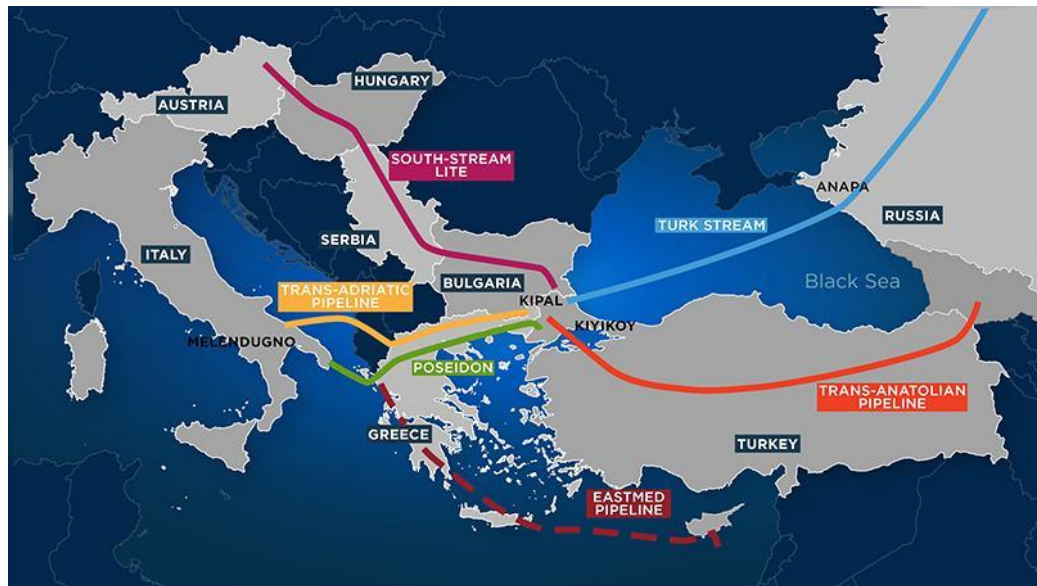 HUNGARY
AUSTRIA
SOUTH-STREAM
LITE
ANAPA
RUSSIA
TURK STREAM
SERBIA
ITALY
BULGARIA
Black Sea
TRANS-ADRIATIC
PIPELINE
KIPAL
KIYIKOY
MELENDUGNO
POSEIDON
TRANS-ANATOLIAN
PIPELINE
GREECE
TURKEY
EASTMED
PIPELINE